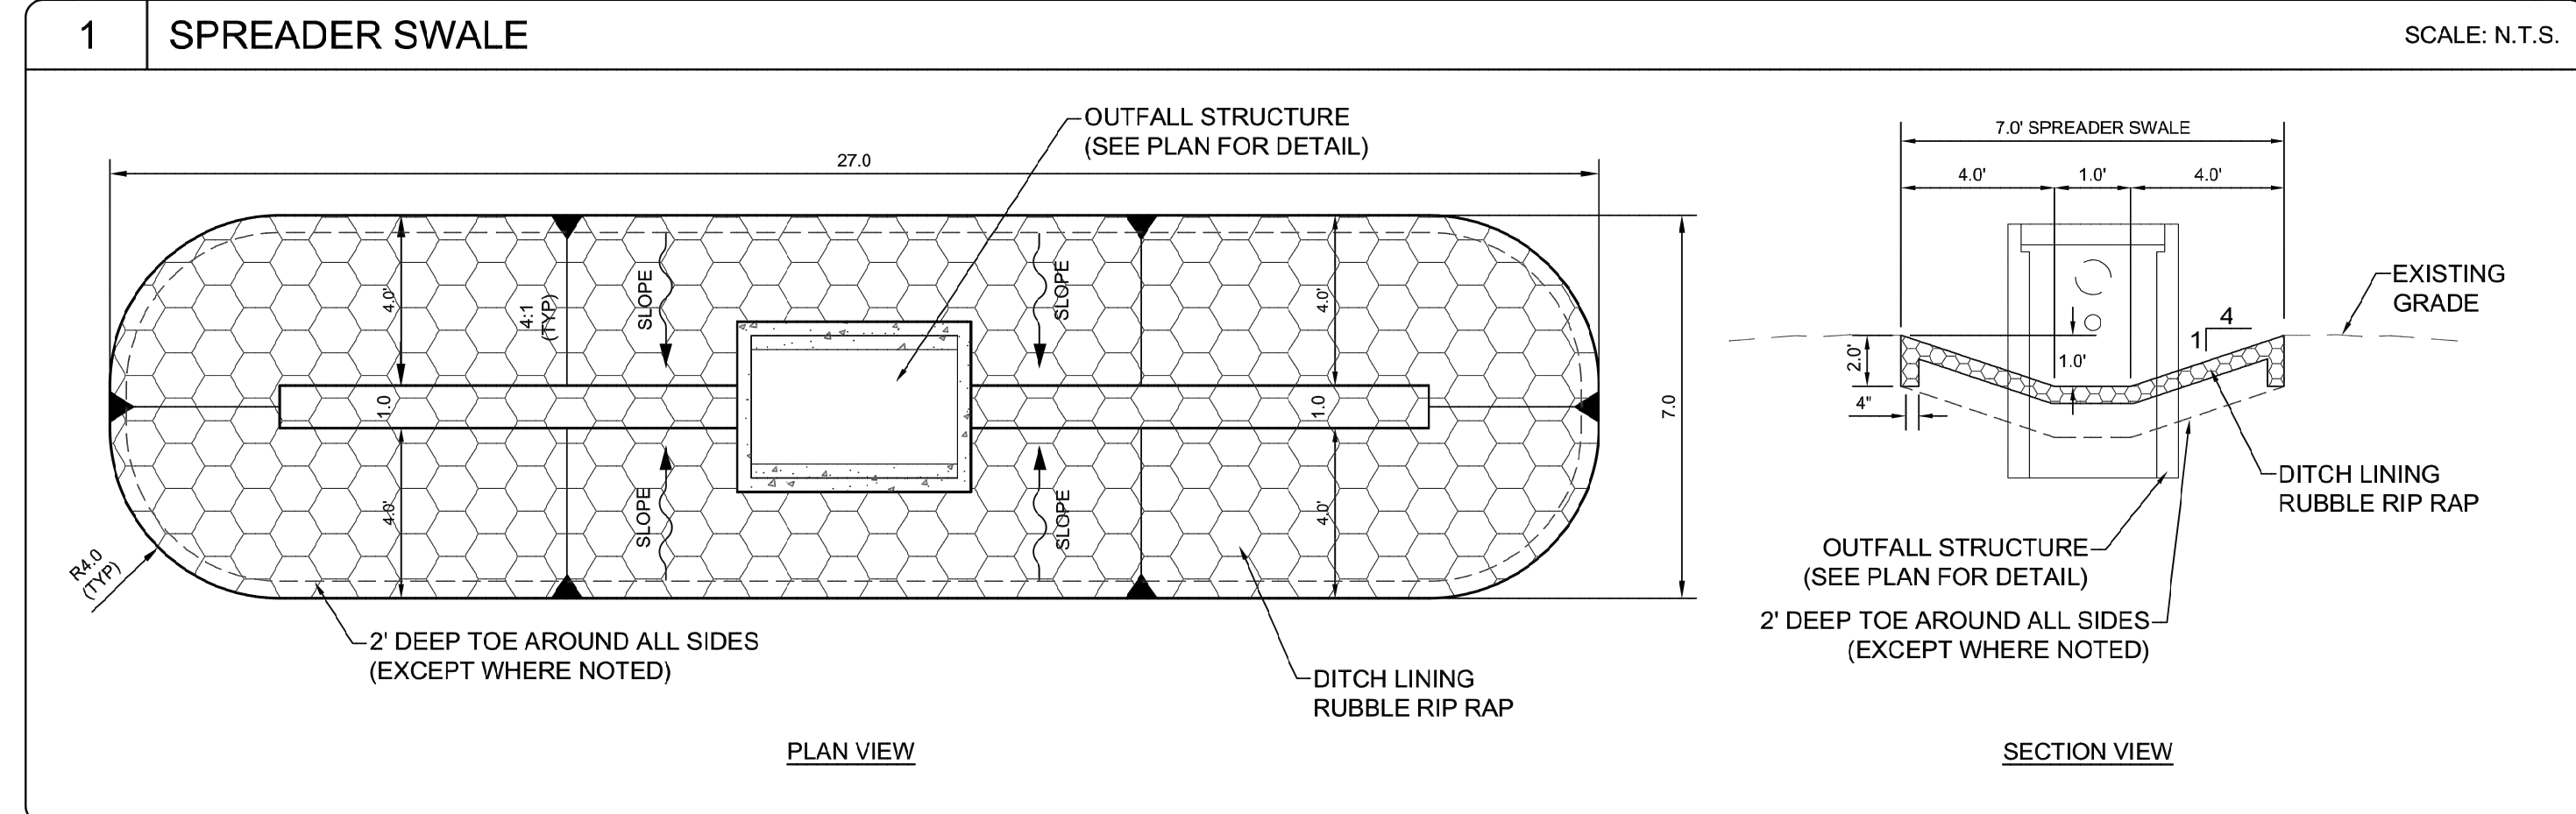 1
SPREADER SWALE
SCALE: N.T.S.
OUTFALL STRUCTURE
(SEE PLAN FOR DETAIL)
27.0
4.0'
4:1
(TYP)
SLOPE
SLOPE
4.0'
1.0
1.0
7.0
4.0'
SLOPE
SLOPE
4.0'
R4.0
(TYP)
2' DEEP TOE AROUND ALL SIDES
(EXCEPT WHERE NOTED)
DITCH LINING
RUBBLE RIP RAP
PLAN VIEW
7.0' SPREADER SWALE
4.0'
1.0'
4.0'
EXISTING
GRADE
4
1
2.0'
1.0'
4"
DITCH LINING
RUBBLE RIP RAP
OUTFALL STRUCTURE
(SEE PLAN FOR DETAIL)
2' DEEP TOE AROUND ALL SIDES
(EXCEPT WHERE NOTED)
SECTION VIEW